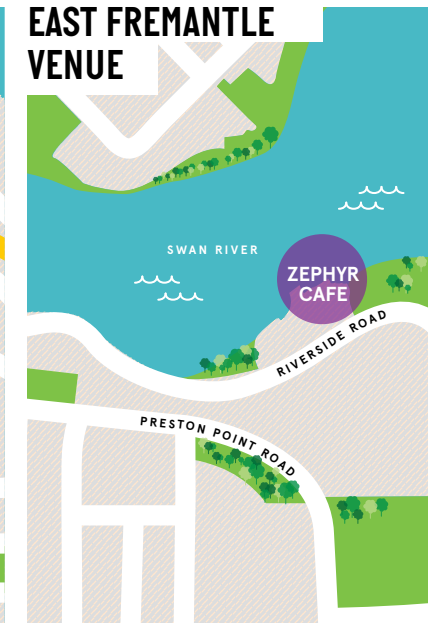 EAST FREMANTLE
VENUE
SWAN RIVER
ZEPHYR
CAFE
RIVERSIDE ROAD
PRESTON POINT ROAD